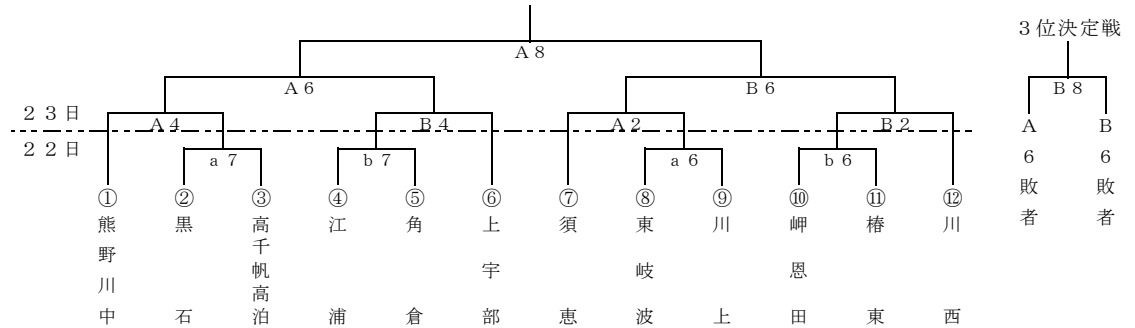 A8
3位決定戦
A6
B6
B8
23日
A4
B4
A2
B2
A6敗者
B6敗者
22日
a7
b7
a6
b6
①
②
③
④
⑤
⑥
⑦
⑧
⑨
⑩
⑪
⑫
熊野川中
黒石
高千帆高泊
江浦
角倉
上宇部
須恵
東岐波
川上
岬恩田
椿東
川西